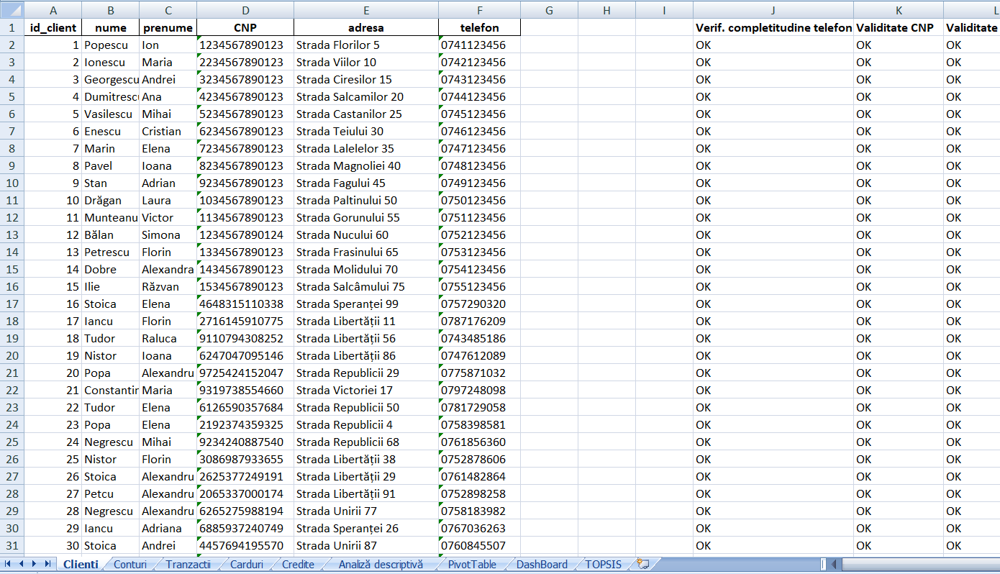 A B C D E F G H I J K L
1 id_client nume prenume CNP adresa telefon Verif. completitudine telefon Validitate CNP Validitate
2 1 Popescu Ion 1234567890123 Strada Florilor 5 0741123456 OK OK OK
3 2 Ionescu Maria 2234567890123 Strada Viilor 10 0742123456 OK OK OK
4 3 Georgescu Andrei 3234567890123 Strada Ciresilor 15 0743123456 OK OK OK
5 4 Dumitrescu Ana 4234567890123 Strada Salcamilor 20 0744123456 OK OK OK
6 5 Vasilescu Mihai 5234567890123 Strada Castanilor 25 0745123456 OK OK OK
7 6 Enescu Cristian 6234567890123 Strada Teiului 30 0746123456 OK OK OK
8 7 Marin Elena 7234567890123 Strada Lalelelor 35 0747123456 OK OK OK
9 8 Pavel Ioana 8234567890123 Strada Magnoliei 40 0748123456 OK OK OK
10 9 Stan Adrian 9234567890123 Strada Fagului 45 0749123456 OK OK OK
11 10 Drăgan Laura 1034567890123 Strada Paltinului 50 0750123456 OK OK OK
12 11 Munteanu Victor 1134567890123 Strada Gorunului 55 0751123456 OK OK OK
13 12 Bălan Simona 1234567890124 Strada Nucului 60 0752123456 OK OK OK
14 13 Petrescu Florin 1334567890123 Strada Frasinului 65 0753123456 OK OK OK
15 14 Dobre Alexandra 1434567890123 Strada Molidului 70 0754123456 OK OK OK
16 15 Ilie Răzvan 1534567890123 Strada Salcâmului 75 0755123456 OK OK OK
17 16 Stoica Elena 4648315110338 Strada Speranței 99 0757290320 OK OK OK
18 17 Iancu Florin 2716145910775 Strada Libertății 11 0787176209 OK OK OK
19 18 Tudor Raluca 9110794308252 Strada Libertății 56 0743485186 OK OK OK
20 19 Nistor Ioana 6247047095146 Strada Libertății 86 0747612089 OK OK OK
21 20 Popa Alexandru 9725424152047 Strada Republicii 29 0775871032 OK OK OK
22 21 Constantin Maria 9319738554660 Strada Victoriei 17 0797248098 OK OK OK
23 22 Tudor Elena 6126590357684 Strada Republicii 50 0781729058 OK OK OK
24 23 Popa Elena 2192374359325 Strada Republicii 4 0758398581 OK OK OK
25 24 Negrescu Mihai 9234240887540 Strada Republicii 68 0761856360 OK OK OK
26 25 Nistor Florin 3086987933655 Strada Libertății 38 0752878606 OK OK OK
27 26 Stoica Alexandru 2625377249191 Strada Libertății 29 0761482864 OK OK OK
28 27 Petcu Alexandru 2065337000174 Strada Libertății 91 0752898258 OK OK OK
29 28 Negrescu Alexandru 6265275988194 Strada Unirii 77 0758183982 OK OK OK
30 29 Iancu Adriana 6885937240749 Strada Speranței 26 0767036263 OK OK OK
31 30 Stoica Andrei 4457694195570 Strada Unirii 87 0760845507 OK OK OK
Clienti Conturi Tranzactii Carduri Credite Analiză descriptivă PivotTable DashBoard TOPSIS